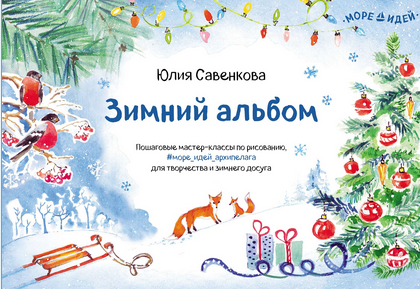 МОРЕ ИДЕЙ
Юлия Савенкова
Зимний альбом
Пошаговые мастер-классы по рисованию,
#море_идей_архипелага
для творчества и зимнего досуга